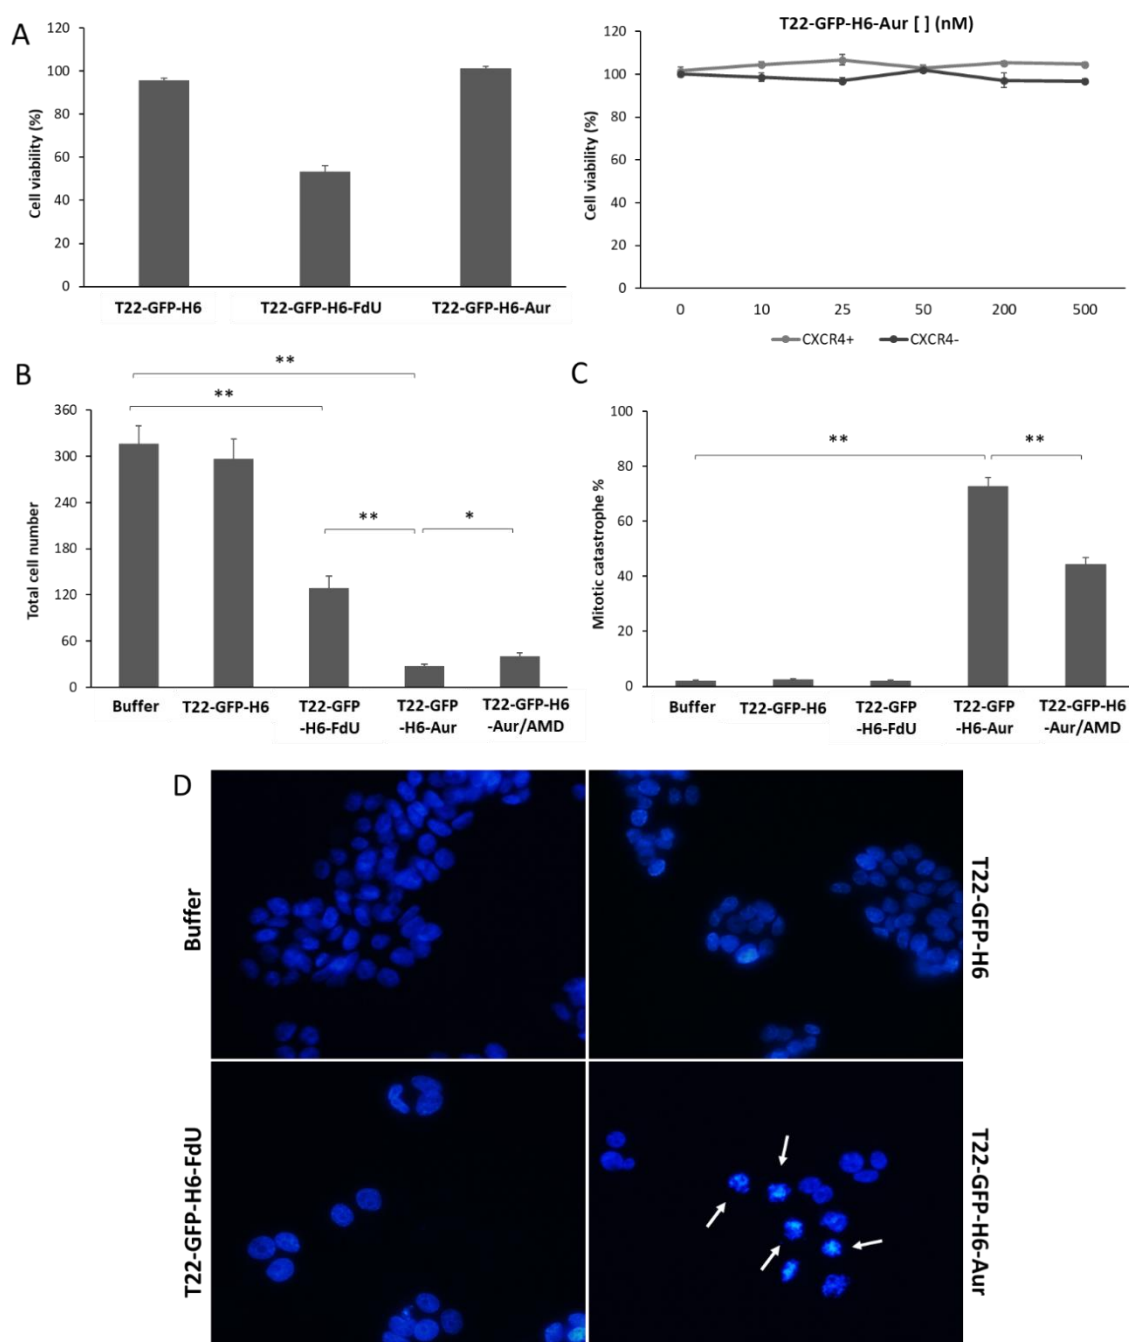 A
Cell viability (%)
120
100
80
60
40
20
0
T22-GFP-H6
T22-GFP-H6-FdU
T22-GFP-H6-Aur
T22-GFP-H6-Aur [ ] (nM)
Cell viability (%)
120
100
80
60
40
20
0
0 10 25 50 200 500
CXCR4+ CXCR4-
B
**
**
**
*
Total cell number
360
300
240
180
120
60
0
Buffer
T22-GFP-H6
T22-GFP
-H6-FdU
T22-GFP
-H6-Aur
T22-GFP-H6
-Aur/AMD
C
**
**
Mitotic catastrophe %
100
80
60
40
20
0
Buffer
T22-GFP-H6
T22-GFP
-H6-FdU
T22-GFP
-H6-Aur
T22-GFP-H6
-Aur/AMD
D
Buffer
T22-GFP-H6
T22-GFP-H6-FdU
T22-GFP-H6-Aur